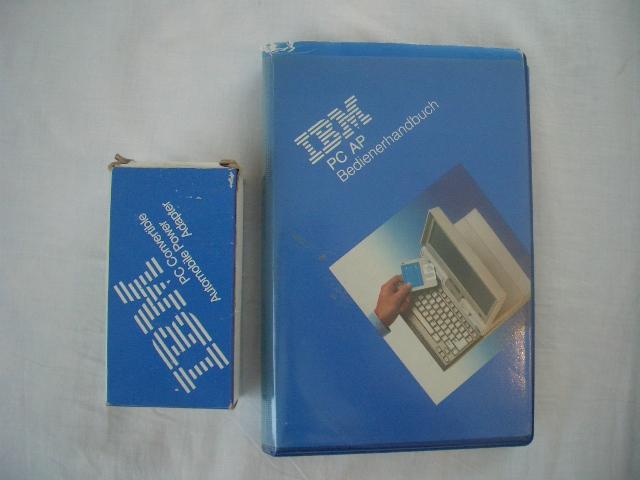 IBM
PC AP
Bedienerhandbuch
PC Convertible
Automobile Power
Adapter
IBM